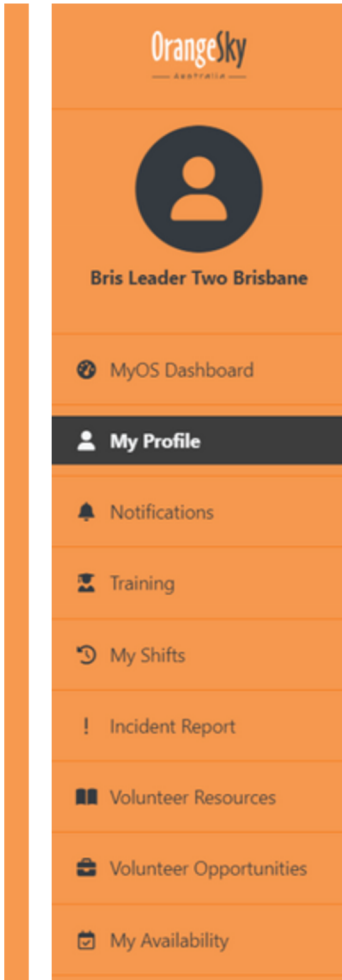 OrangeSky
Australia
Bris Leader Two Brisbane
MyOS Dashboard
My Profile
Notifications
Training
My Shifts
Incident Report
Volunteer Resources
Volunteer Opportunities
My Availability